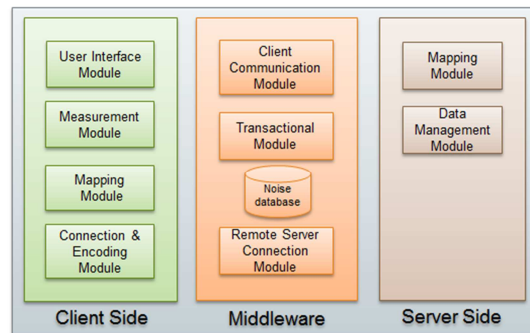 User Interface
Module
Measurement
Module
Mapping
Module
Connection &
Encoding
Module
Client Side
Client
Communication
Module
Transactional
Module
Noise
database
Remote Server
Connection
Module
Middleware
Mapping
Module
Data
Management
Module
Server Side